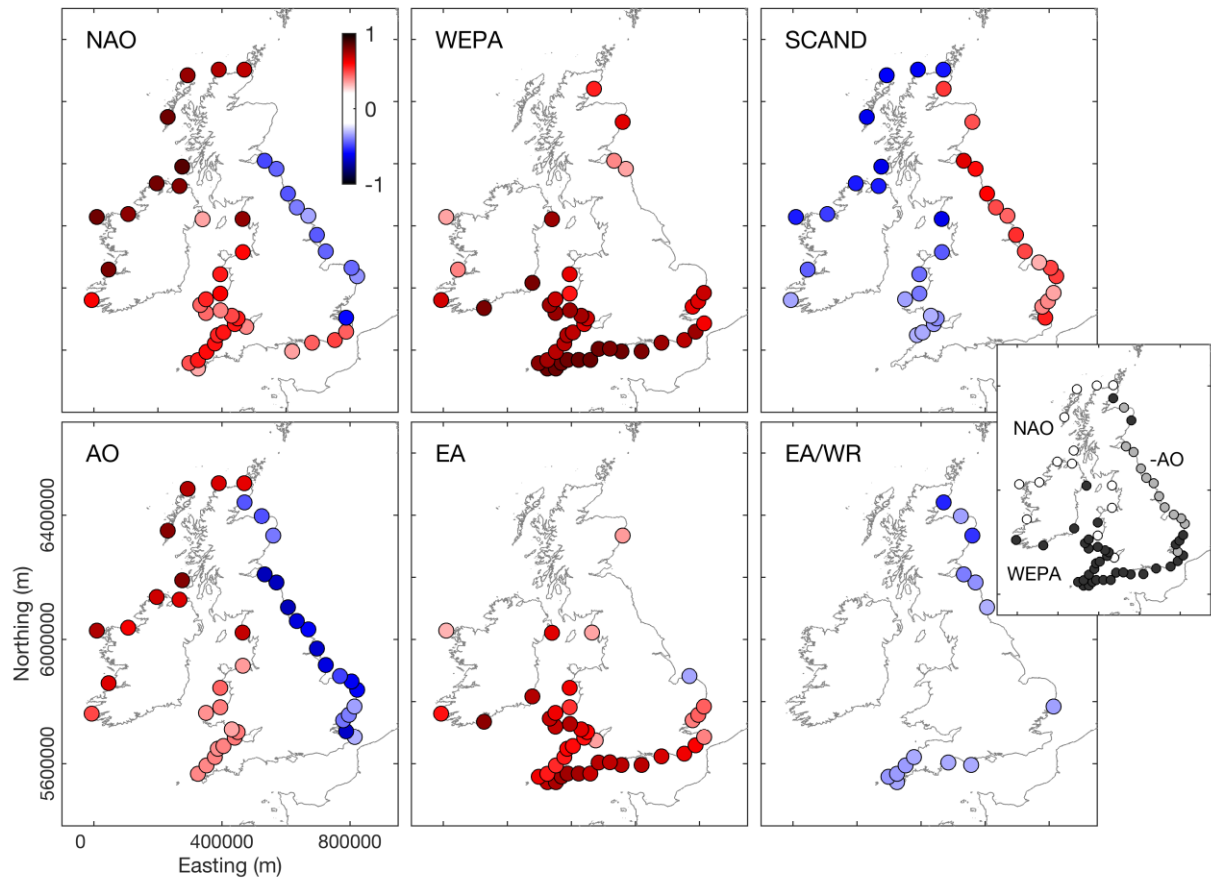 NAO
1
0
-1
WEPA
SCAND
AO
EA
EA/WR
NAO
-AO
WEPA
6400000
6000000
5600000
Northing (m)
0
400000
800000
Easting (m)